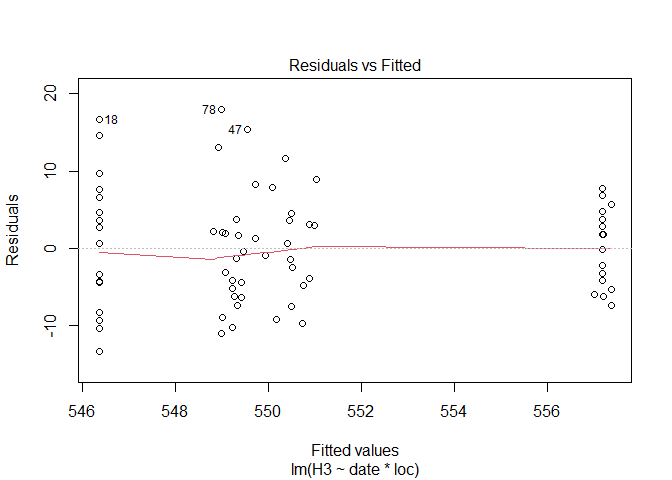 Residuals vs Fitted
Residuals
20
10
0
-10
18
78
47
546 548 550 552 554 556
Fitted values
lm(H3 ~ date * loc)